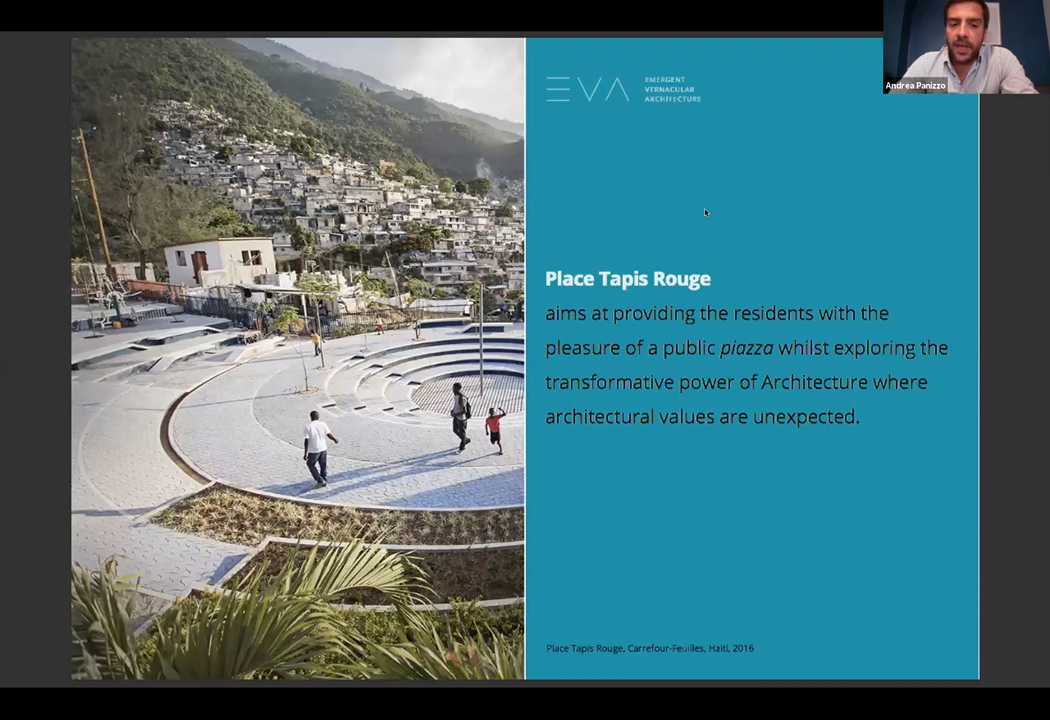 Andrea Panizzo
EVA
EMERGENT
VERNACULAR
ARCHITECTURE
Place Tapis Rouge
aims at providing the residents with the
pleasure of a public piazza whilst exploring the
transformative power of Architecture where
architectural values are unexpected.
Place Tapis Rouge, Carrefour-Feuilles, Haiti, 2016